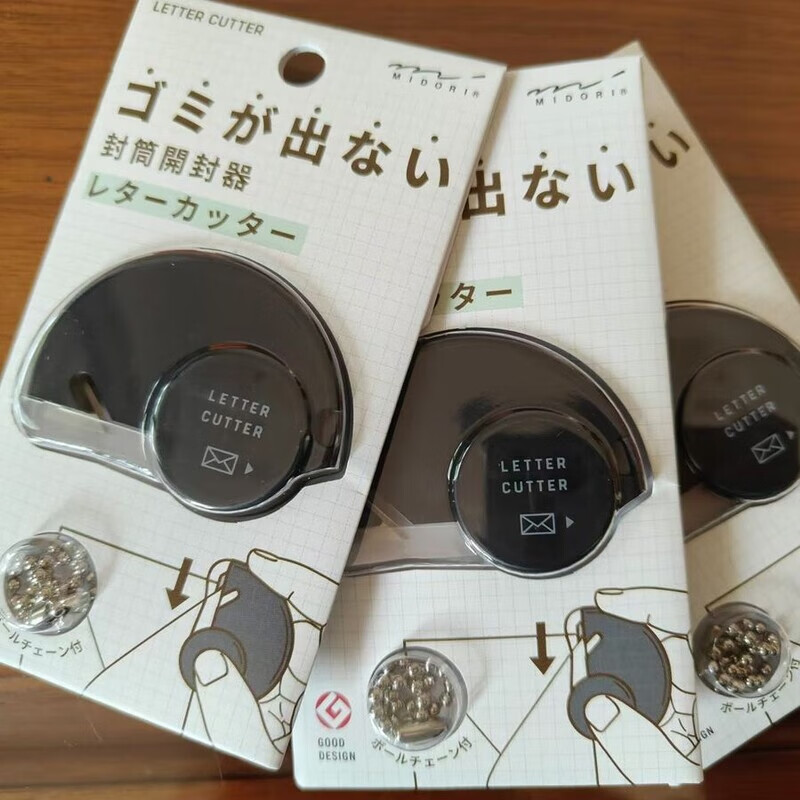 LETTER CUTTER
MIDORI®
ゴミが出ない
封筒開封器
レターカッター
LETTER
CUTTER
ボールチェーン付
MIDORI®
出ない
ター
LETTER
CUTTER
GOOD
DESIGN
ボールチェーン付
い
LETTER
CUTTER
ボールチェーン付
GN